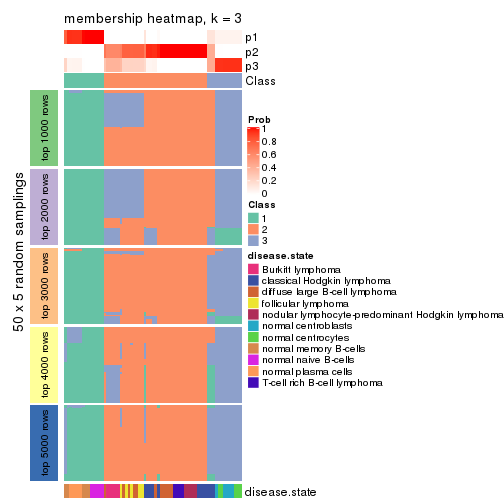 membership heatmap, k = 3
p1
p2
p3
Class
50 x 5 random samplings
top 1000 rows
top 2000 rows
top 3000 rows
top 4000 rows
top 5000 rows
disease.state
Prob
1
0.8
0.6
0.4
0.2
0
Class
1
2
3
disease.state
Burkitt lymphoma
classical Hodgkin lymphoma
diffuse large B-cell lymphoma
follicular lymphoma
nodular lymphocyte-predominant Hodgkin lymphoma
normal centroblasts
normal centrocytes
normal memory B-cells
normal naive B-cells
normal plasma cells
T-cell rich B-cell lymphoma